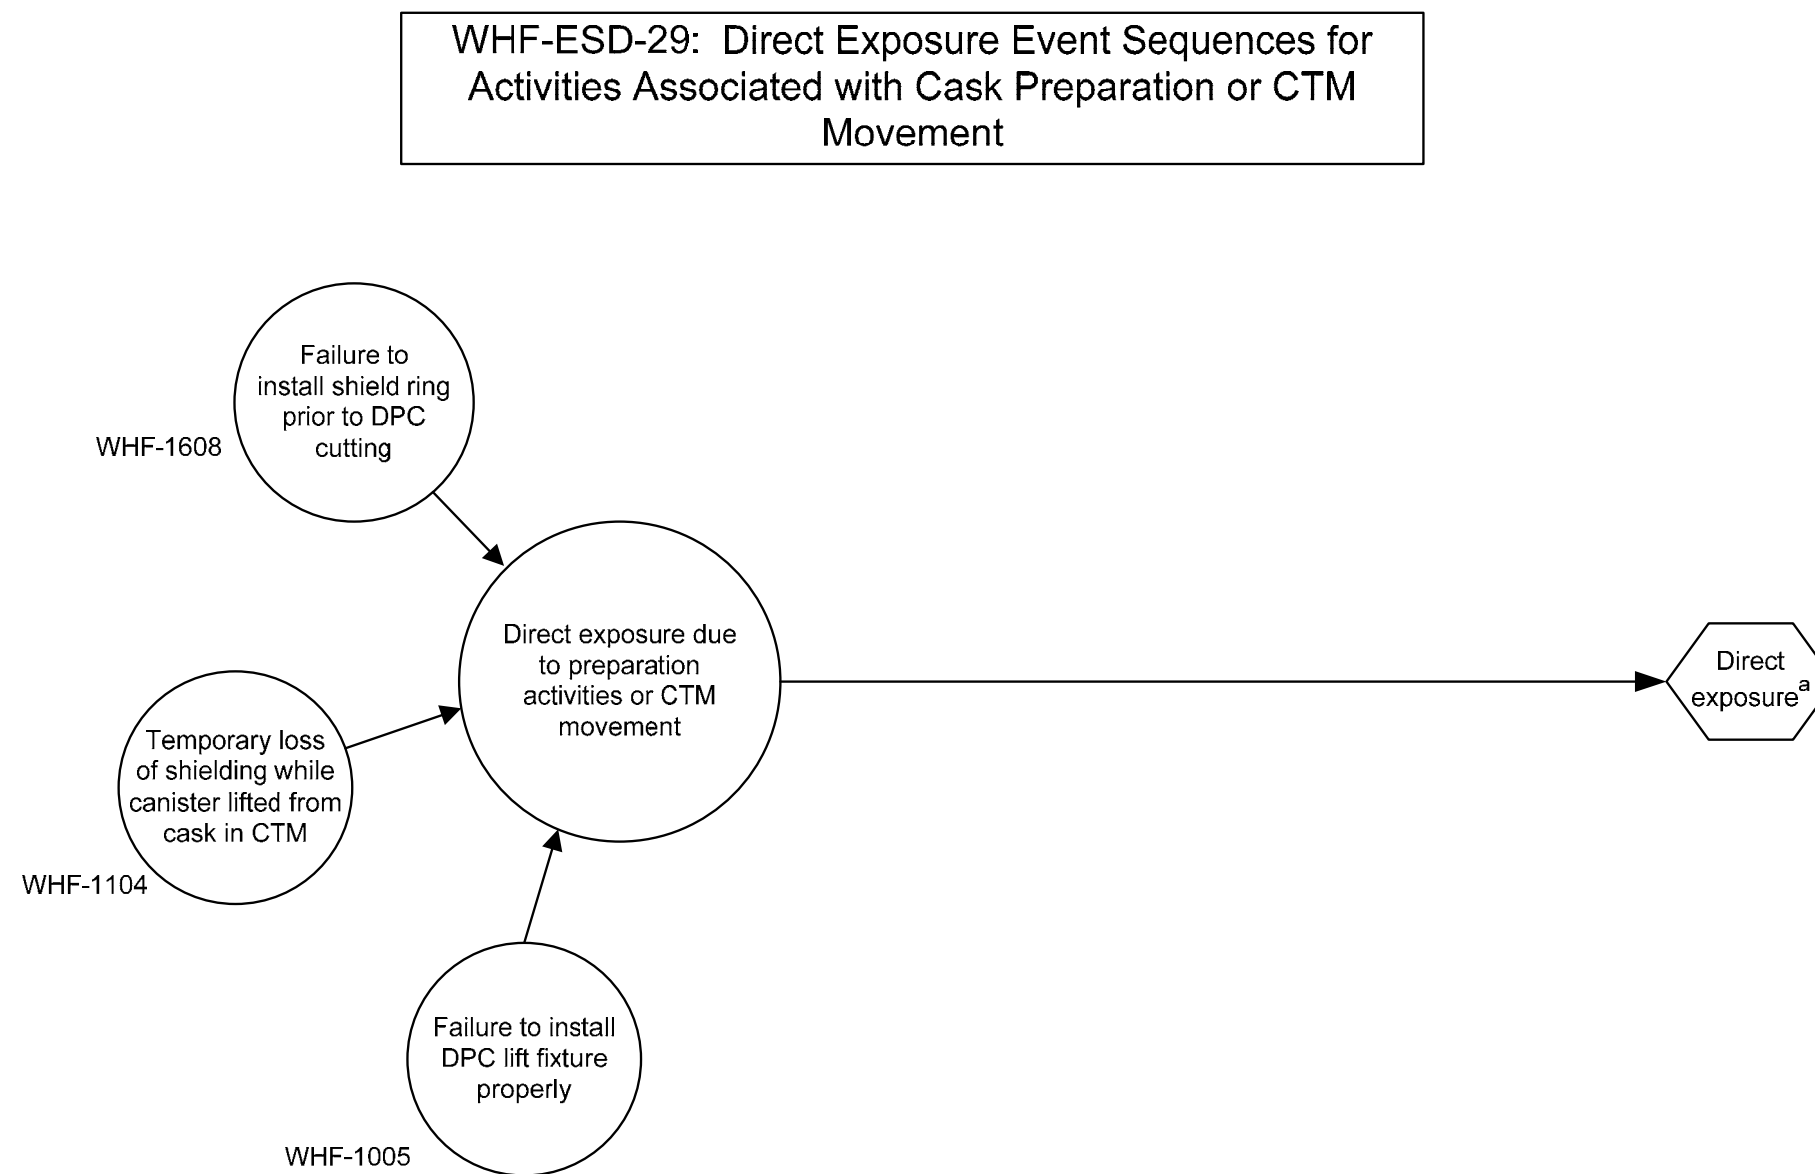 WHF-ESD-29:  Direct Exposure Event Sequences for
Activities Associated with Cask Preparation or CTM
Movement
Failure to
install shield ring
prior to DPC
cutting
WHF-1608
Direct exposure due
to preparation
activities or CTM
movement
Direct
exposureᵃ
Temporary loss
of shielding while
canister lifted from
cask in CTM
WHF-1104
Failure to install
DPC lift fixture
properly
WHF-1005